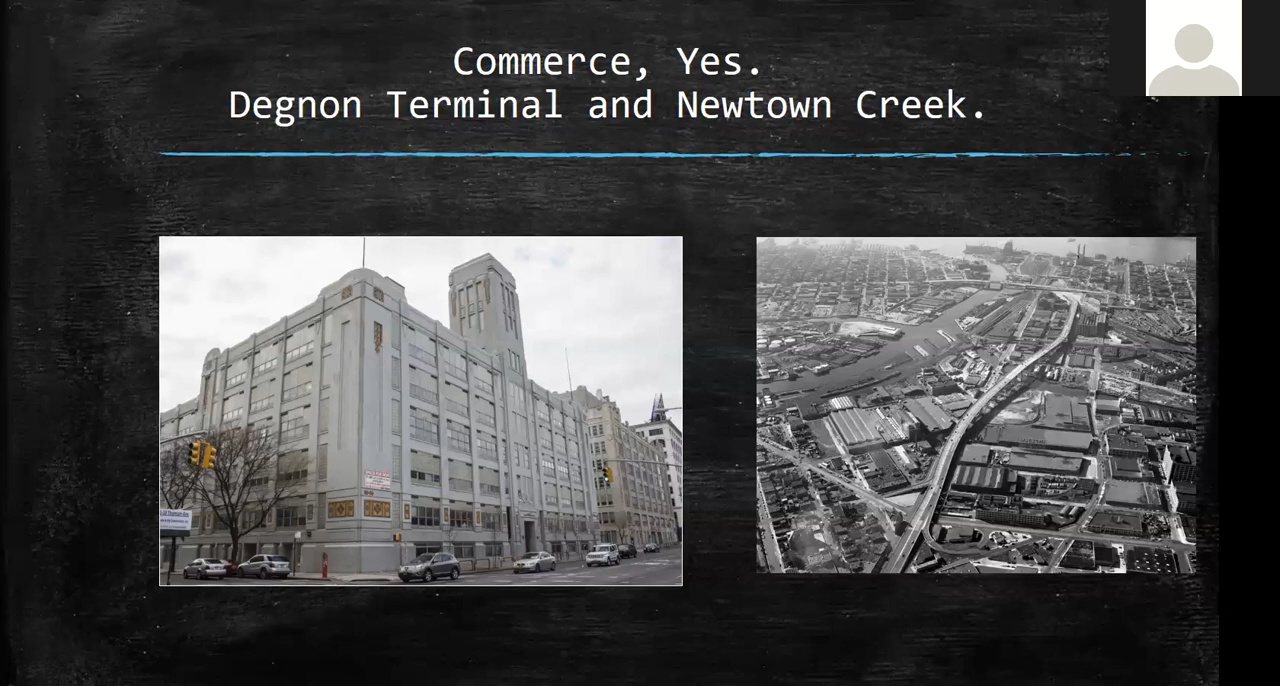 Commerce, Yes.
Degnon Terminal and Newtown Creek.